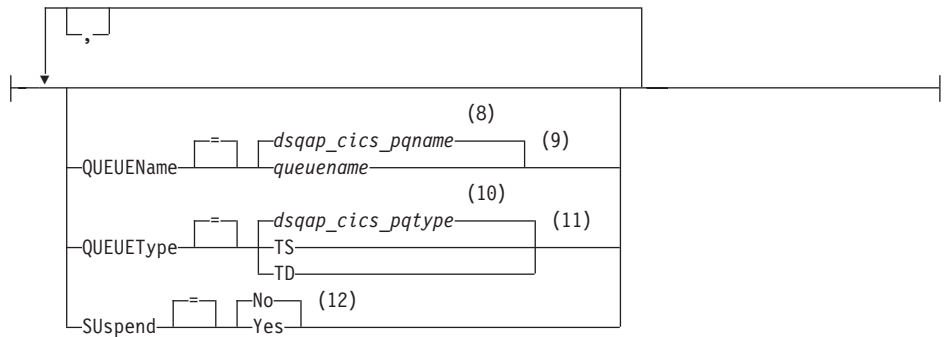 ,
(8)
= dsqap_cics_pqname (9)
QUEUEName queuename
(10)
= dsqap_cics_pqtype (11)
QUEUEType TS
TD
= No (12)
SUspend Yes